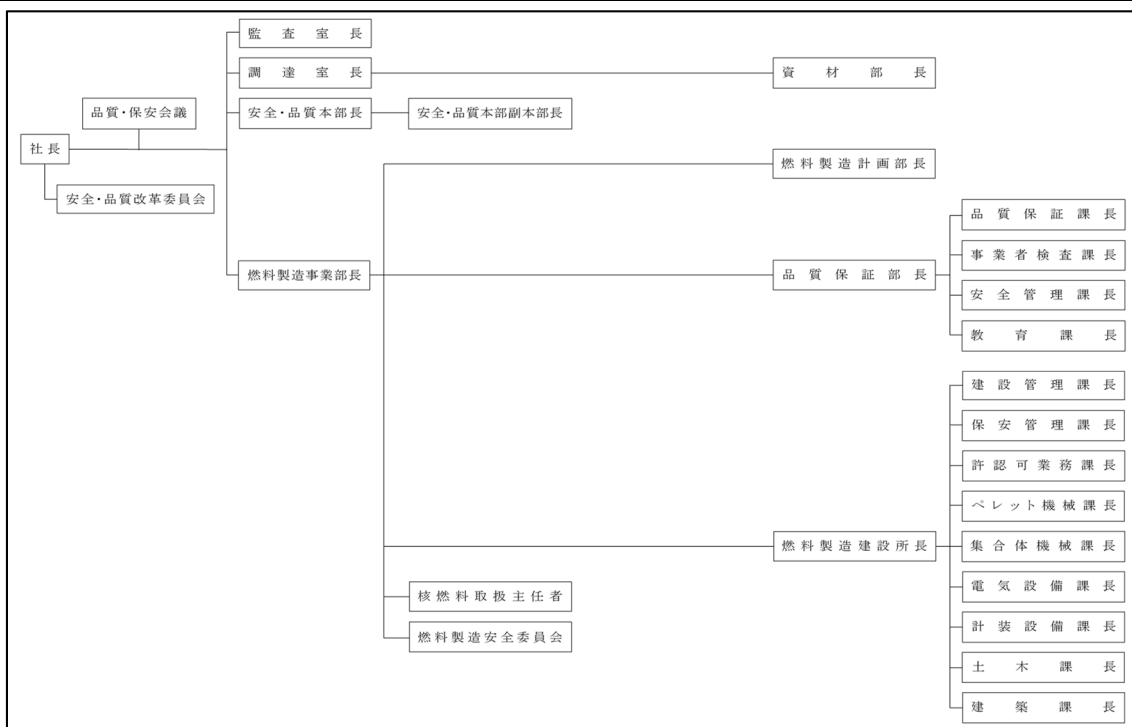 監査室長
調達室長
資材部長
品質・保安会議
安全・品質本部長
安全・品質本部副本部長
社長
燃料製造計画部長
安全・品質改革委員会
品質保証課長
事業者検査課長
燃料製造事業部長
品質保証部長
安全管理課長
教育課長
建設管理課長
保安管理課長
許認可業務課長
ペレット機械課長
燃料製造建設所長
集合体機械課長
核燃料取扱主任者
電気設備課長
燃料製造安全委員会
計装設備課長
土木課長
建築課長